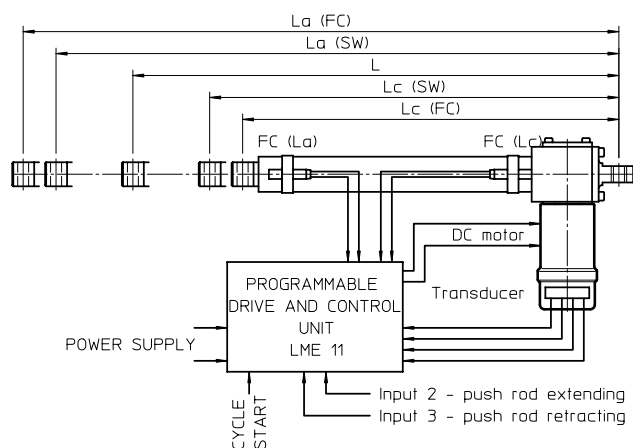 La (FC)
La (SW)
L
Lc (SW)
Lc (FC)
FC (La)
FC (Lc)
DC motor
PROGRAMMABLE
DRIVE AND CONTROL
UNIT
LME 11
Transducer
POWER SUPPLY
CYCLE
START
Input 2 - push rod extending
Input 3 - push rod retracting